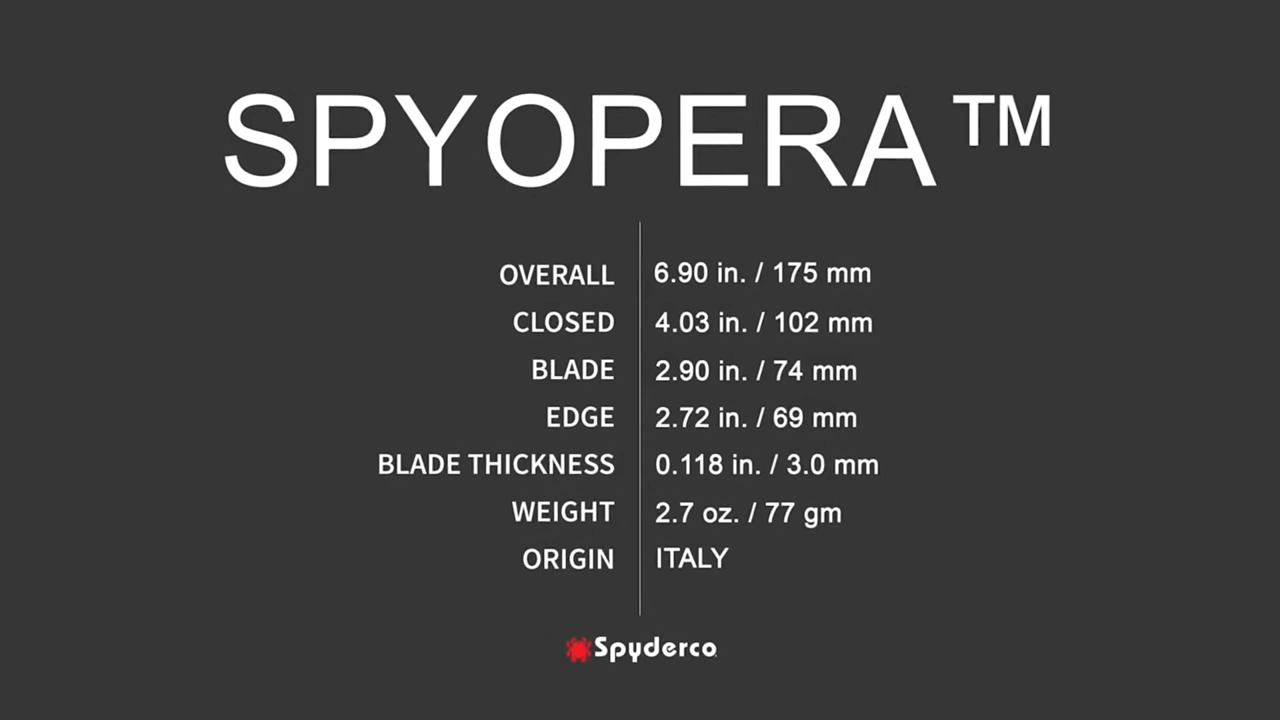 SPYOPERA™
OVERALL 6.90 in. / 175 mm
CLOSED 4.03 in. / 102 mm
BLADE 2.90 in. / 74 mm
EDGE 2.72 in. / 69 mm
BLADE THICKNESS 0.118 in. / 3.0 mm
WEIGHT 2.7 oz. / 77 gm
ORIGIN ITALY
Spyderco